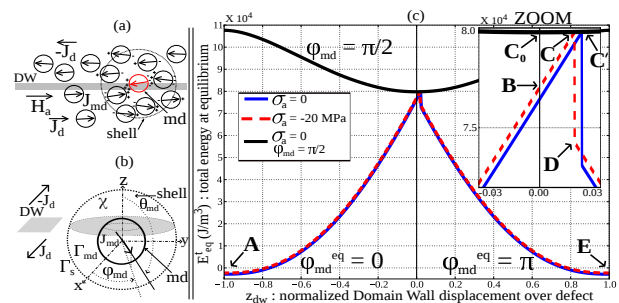 (a)
-J_d
DW
H_a
J_md
J_d
md
shell
(b)
z
shell
-J_d
χ
θ_md
DW
J_md
y
J_d
Γ_md
Γ_s
φ_md
x
md
(c)
ZOOM
11 x 10^4
x 10^4
φ_md = π/2
8.0
C_0 C C'
10
9
B
8
σ_a = 0
σ_a = -20 MPa
σ_a = 0
φ_md = π/2
7
7.5
6
D
5
4
-0.03 0.00 0.03
3
2
1
A
E
0
φ_md^eq = 0 φ_md^eq = π
-1.0 -0.8 -0.6 -0.4 -0.2 0.0 0.2 0.4 0.6 0.8 1.0
E^t_eq (J/m^3) : total energy at equilibrium
z_dw : normalized Domain Wall displacement over defect